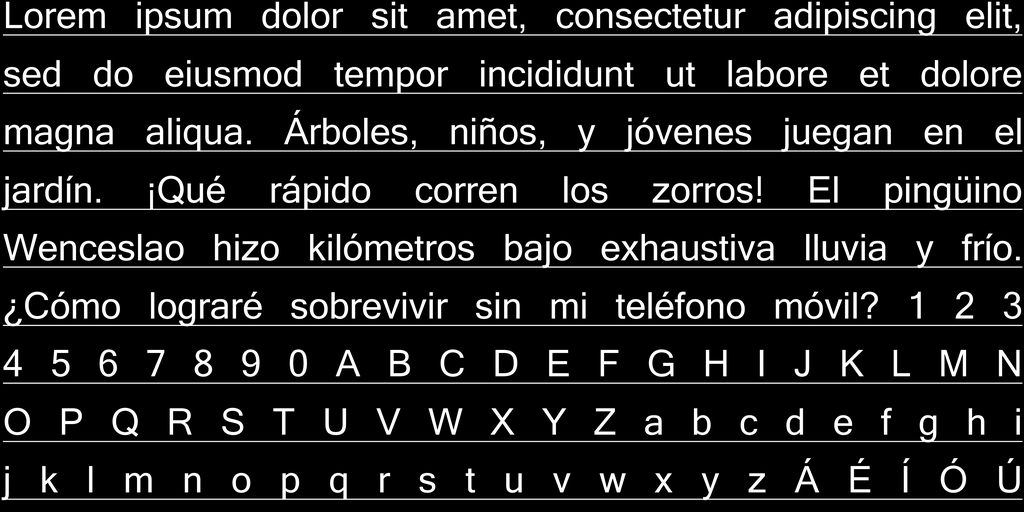 Lorem ipsum dolor sit amet, consectetur adipiscing elit,
sed do eiusmod tempor incididunt ut labore et dolore
magna aliqua. Árboles, niños, y jóvenes juegan en el
jardín. ¡Qué rápido corren los zorros! El pingüino
Wenceslao hizo kilómetros bajo exhaustiva lluvia y frío.
¿Cómo lograré sobrevivir sin mi teléfono móvil? 1 2 3
4 5 6 7 8 9 0 A B C D E F G H I J K L M N
O P Q R S T U V W X Y Z a b c d e f g h i
j k l m n o p q r s t u v w x y z Á É Í Ó Ú